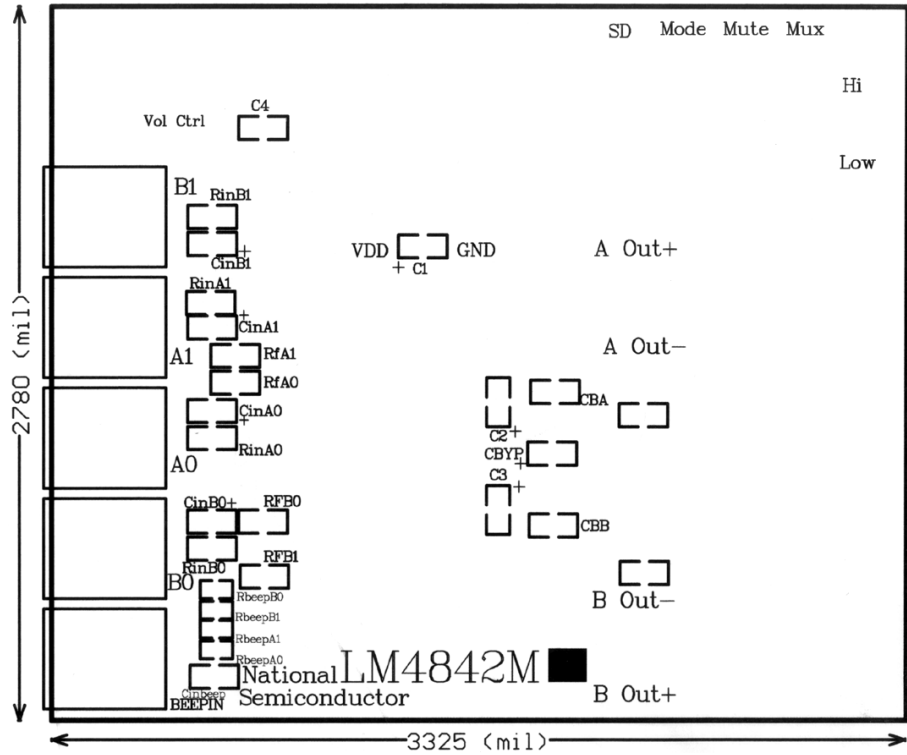 SD Mode Mute Mux
Hi
C4
Vol Ctrl
Low
B1
RinB1
VDD
+ C1
GND
A Out+
+
CinB1
RinA1
+
CinA1
A1
RfA1
A Out-
RfA0
CBA
CinA0
+
C2+
RinA0
CBYP
+
A0
C3 +
CinB0+
RFB0
CBB
RinB0
RFB1
B0
RbeepB0
B Out-
RbeepB1
RbeepA1
RbeepA0
National
Semiconductor
LM4842M
Cinbeep
BEEPIN
B Out+
2780 (mil)
3325 (mil)